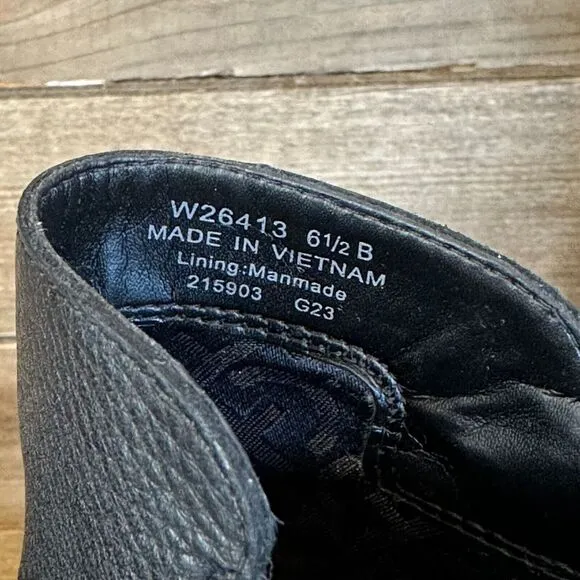 W26413 6½ B
MADE IN VIETNAM
Lining:Manmade
215903 G23